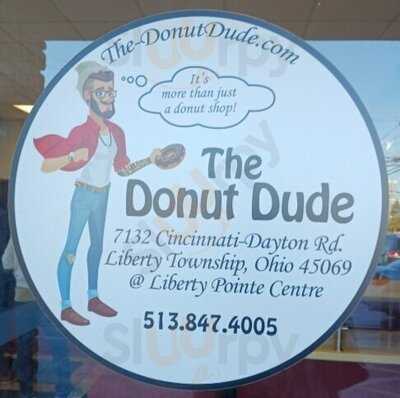 The-DonutDude.com
It's
more than just
a donut shop!
The
Donut Dude
7132 Cincinnati-Dayton Rd.
Liberty Township, Ohio 45069
@ Liberty Pointe Centre
513.847.4005
sluurpy